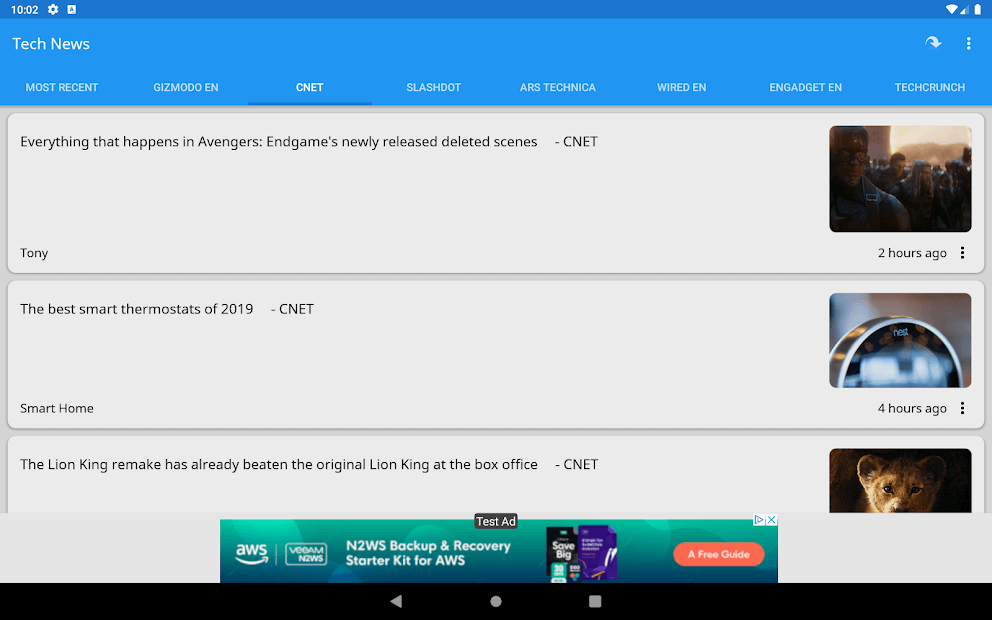 10:02
Tech News
MOST RECENT GIZMODO EN CNET SLASHDOT ARS TECHNICA WIRED EN ENGADGET EN TECHCRUNCH
Everything that happens in Avengers: Endgame's newly released deleted scenes - CNET
Tony 2 hours ago
The best smart thermostats of 2019 - CNET
nest
Smart Home 4 hours ago
The Lion King remake has already beaten the original Lion King at the box office - CNET
Test Ad
aws
veeAM
N2WS
N2WS Backup & Recovery
Starter Kit for AWS
Save
Big
A Free Guide